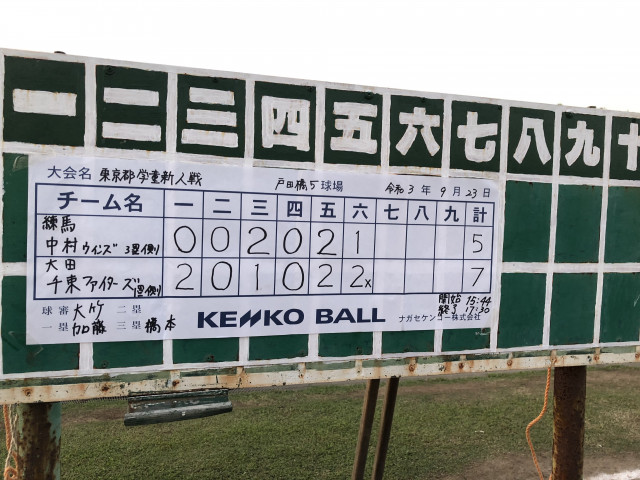 一 二 三 四 五 六 七 八 九 十
大会名 東京都学童新人戦 戸田橋5球場 令和3年9月23日
チーム名 一 二 三 四 五 六 七 八 九 計
練馬
中村ウィンズ 3塁側 0 0 2 0 2 1 5
大田
千束ファイターズ 1塁側 2 0 1 0 2 2x 7
開始 15:44
球審 大竹 二塁 終了 17:30
一塁 加藤 三塁 橋本 KENKO BALL ナガセケンコー株式会社